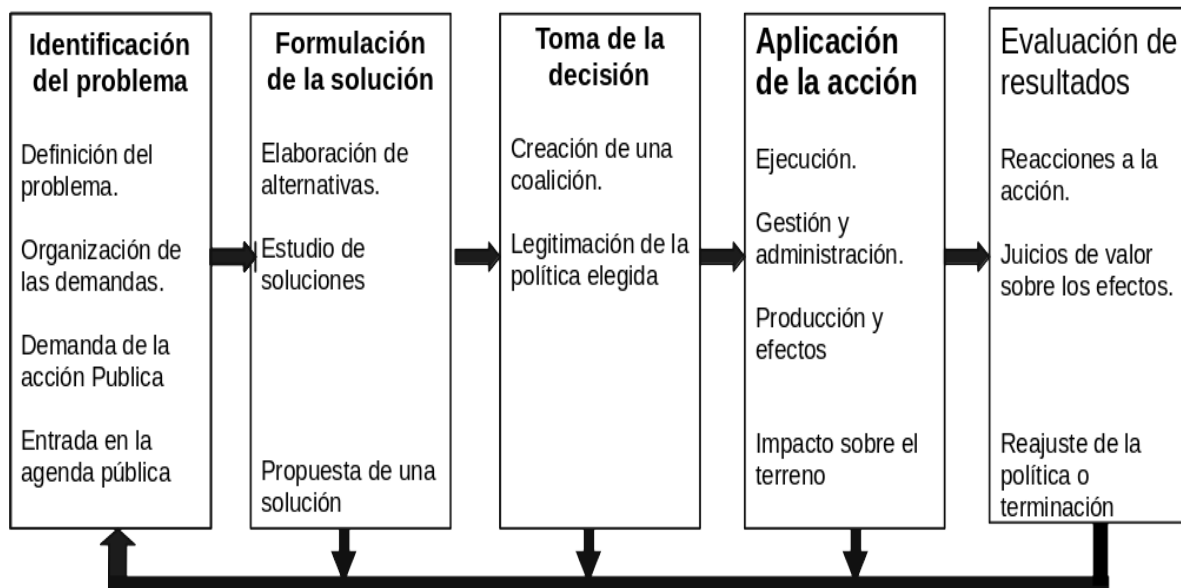 Identificación
del problema
Definición del
problema.
Organización de
las demandas.
Demanda de la
acción Publica
Entrada en la
agenda pública
Formulación
de la solución
Elaboración de
alternativas.
Estudio de
soluciones
Propuesta de una
solución
Toma de la
decisión
Creación de una
coalición.
Legitimación de la
política elegida
Aplicación
de la acción
Ejecución.
Gestión y
administración.
Producción y
efectos
Impacto sobre el
terreno
Evaluación de
resultados
Reacciones a la
acción.
Juicios de valor
sobre los efectos.
Reajuste de la
política o
terminación